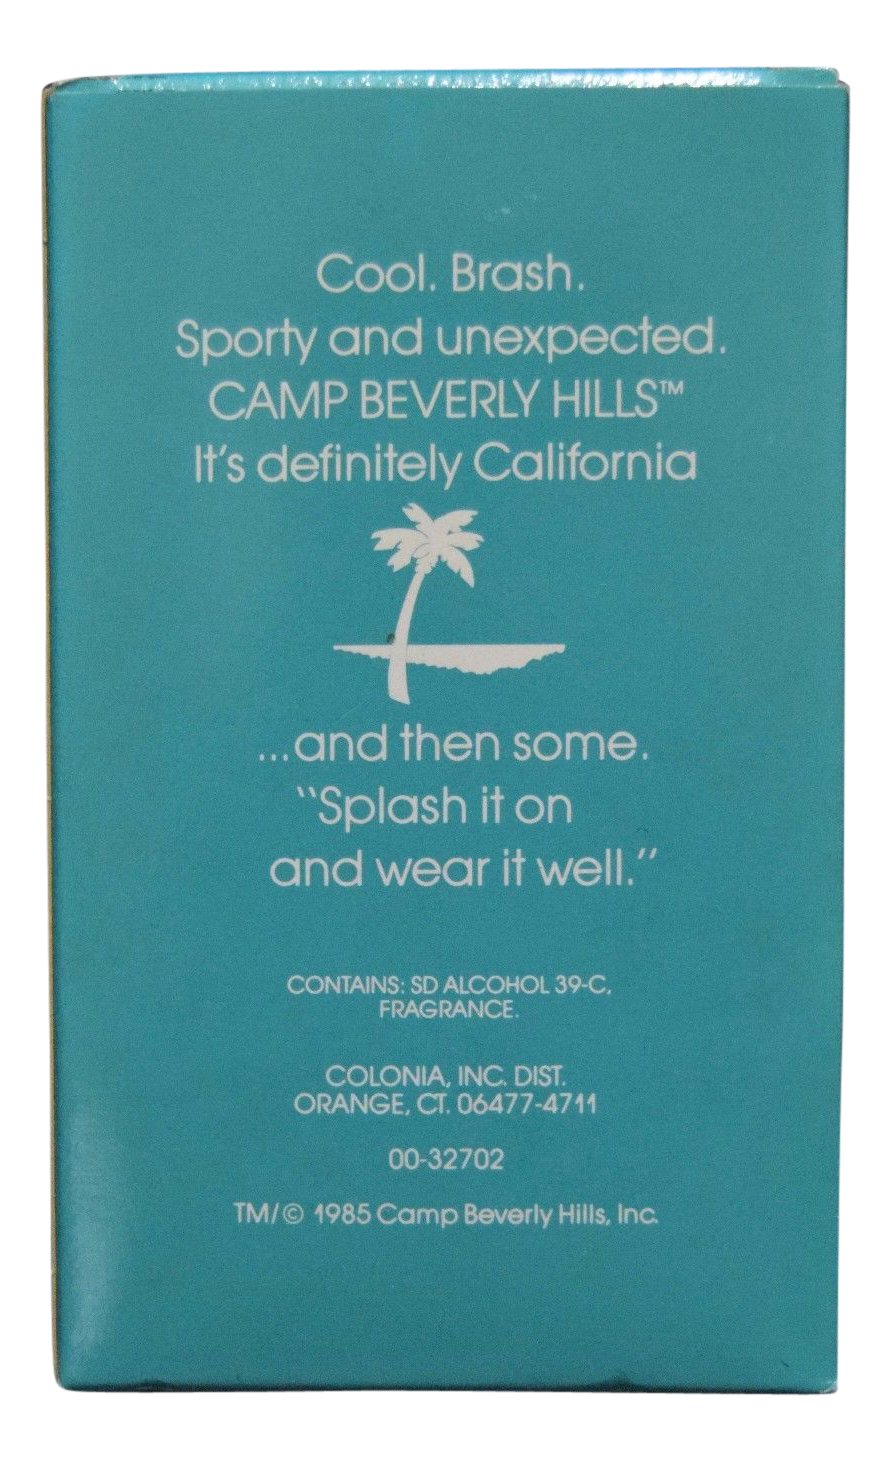 Cool. Brash.
Sporty and unexpected.
CAMP BEVERLY HILLS™
It's definitely California
...and then some.
"Splash it on
and wear it well."
CONTAINS: SD ALCOHOL 39-C,
FRAGRANCE.
COLONIA, INC. DIST.
ORANGE, CT. 06477-4711
00-32702
TM/© 1985 Camp Beverly Hills, Inc.